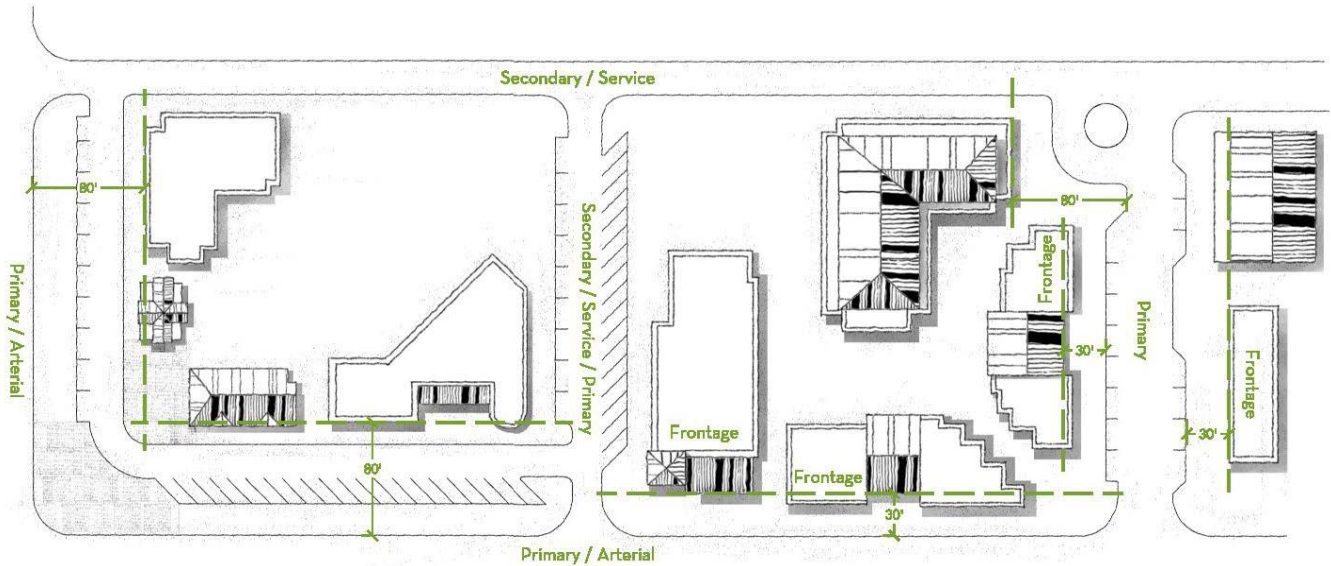 Secondary / Service
80'
80'
Primary / Arterial
Secondary / Service / Primary
Frontage
30'
Primary
Frontage
30'
Frontage
Frontage
80'
30'
Primary / Arterial